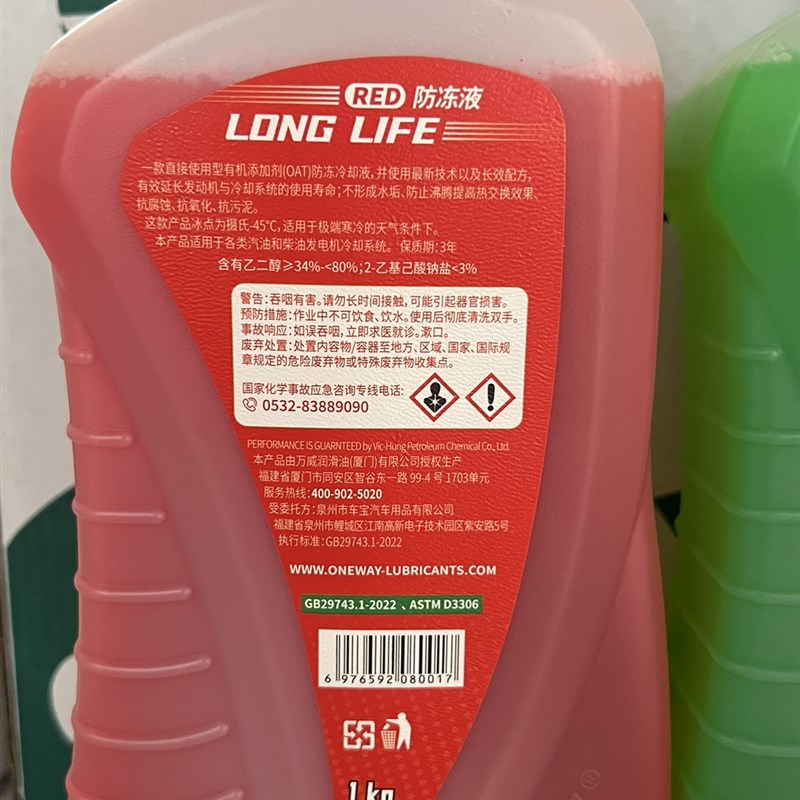 RED 防冻液
LONG LIFE
一款直接使用型有机添加剂(OAT)防冻冷却液,并使用最新技术以及长效配方,
有效延长发动机与冷却系统的使用寿命;不形成水垢、防止沸腾提高热交换效果、
抗腐蚀、抗氧化、抗污泥。
这款产品冰点为摄氏-45℃,适用于极端寒冷的天气条件下。
本产品适用于各类汽油和柴油发电机冷却系统。保质期:3年
含有乙二醇≥34%-<80%;2-乙基己酸钠盐<3%
警告:吞咽有害。请勿长时间接触,可能引起器官损害。
预防措施:作业中不可饮食、饮水。使用后彻底清洗双手。
事故响应:如误吞咽,立即求医就诊。漱口。
废弃处置:处置内容物/容器至地方、区域、国家、国际规
章规定的危险废弃物或特殊废弃物收集点。
国家化学事故应急咨询专线电话:
0532-83889090
PERFORMANCE IS GUARNTEED by Vic-Hung Petroleum Chemical Co., Ltd.
本产品由万威润滑油(厦门)有限公司授权生产
福建省厦门市同安区智谷东一路 99-4 号 1703单元
服务热线:400-902-5020
受委托方:泉州市车宝汽车用品有限公司
福建省泉州市鲤城区江南高新电子技术园区紫安路5号
执行标准:GB29743.1-2022
WWW.ONEWAY-LUBRICANTS.COM
GB29743.1-2022 、ASTM D3306
6 976592 080017
1 kg